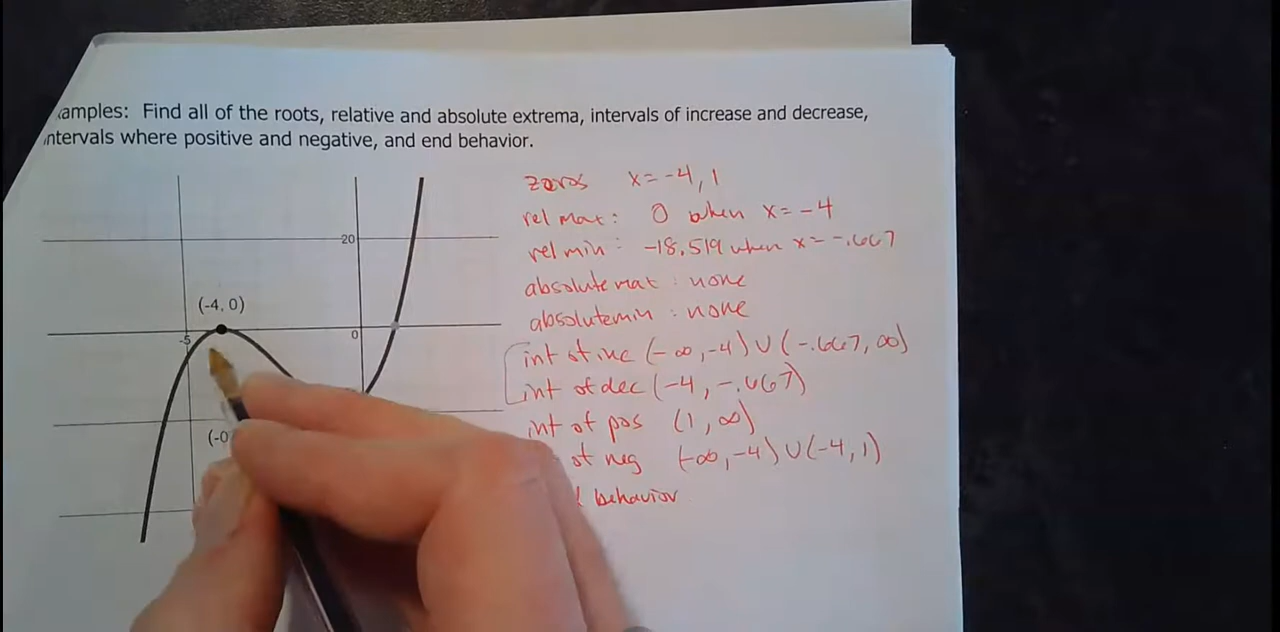 amples: Find all of the roots, relative and absolute extrema, intervals of increase and decrease,
ntervals where positive and negative, and end behavior.
zeros x=-4, 1
rel max: 0 when x=-4
rel min: -18.519 when x=-.667
absolute max: none
absolute min: none
int of inc (-∞,-4)∪(-.667, ∞)
int of dec (-4, -.667)
int of pos (1, ∞)
of neg (-∞,-4)∪(-4, 1)
behavior
20
(-4, 0)
-5
0
(-0